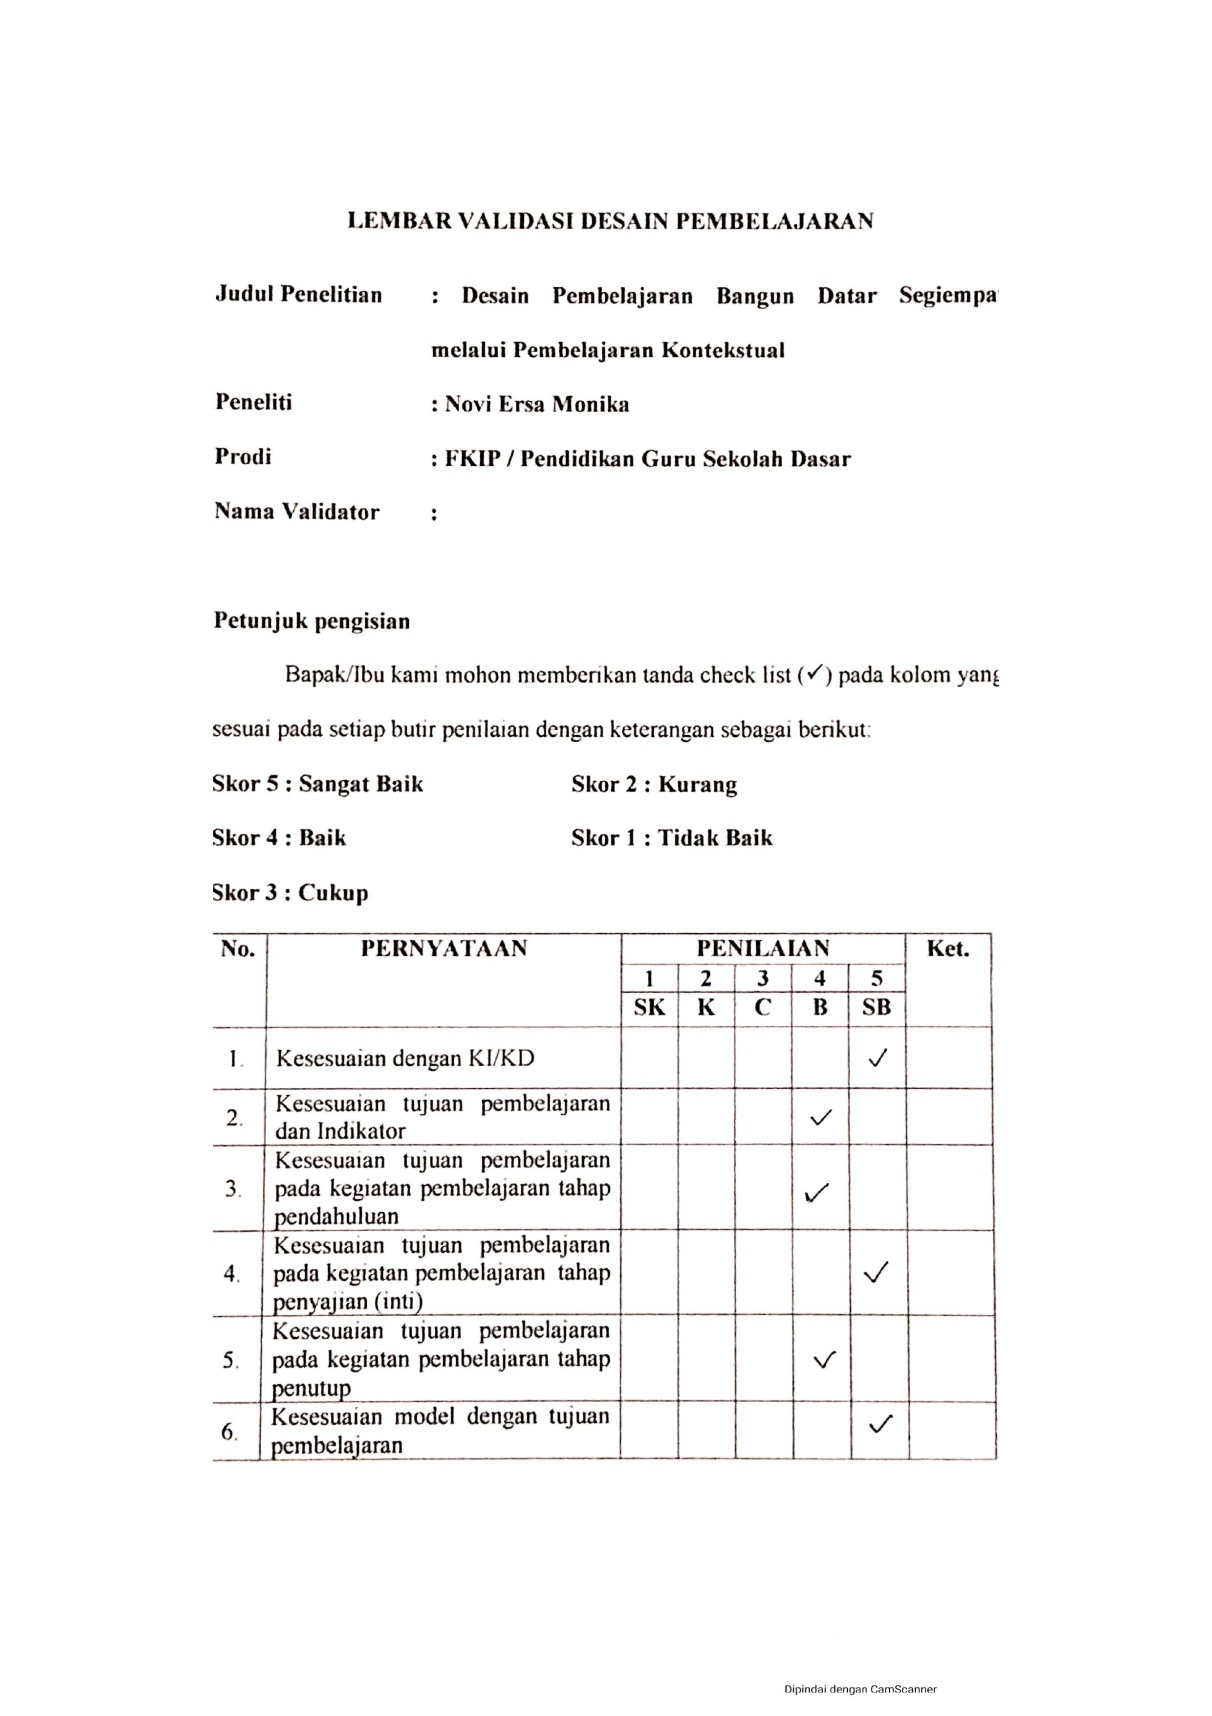 LEMBAR VALIDASI DESAIN PEMBELAJARAN
Judul Penelitian : Desain Pembelajaran Bangun Datar Segiempa
melalui Pembelajaran Kontekstual
Peneliti : Novi Ersa Monika
Prodi : FKIP / Pendidikan Guru Sekolah Dasar
Nama Validator :
Petunjuk pengisian
Bapak/Ibu kami mohon memberikan tanda check list (✓) pada kolom yang
sesuai pada setiap butir penilaian dengan keterangan sebagai berikut:
Skor 5 : Sangat Baik Skor 2 : Kurang
Skor 4 : Baik Skor 1 : Tidak Baik
Skor 3 : Cukup
No. PERNYATAAN PENILAIAN Ket.
1 2 3 4 5
SK K C B SB
1. Kesesuaian dengan KI/KD ✓
Kesesuaian tujuan pembelajaran
2. dan Indikator ✓
Kesesuaian tujuan pembelajaran
3. pada kegiatan pembelajaran tahap ✓
pendahuluan
Kesesuaian tujuan pembelajaran
4. pada kegiatan pembelajaran tahap ✓
penyajian (inti)
Kesesuaian tujuan pembelajaran
5. pada kegiatan pembelajaran tahap ✓
penutup
Kesesuaian model dengan tujuan
6. pembelajaran ✓
Dipindai dengan CamScanner